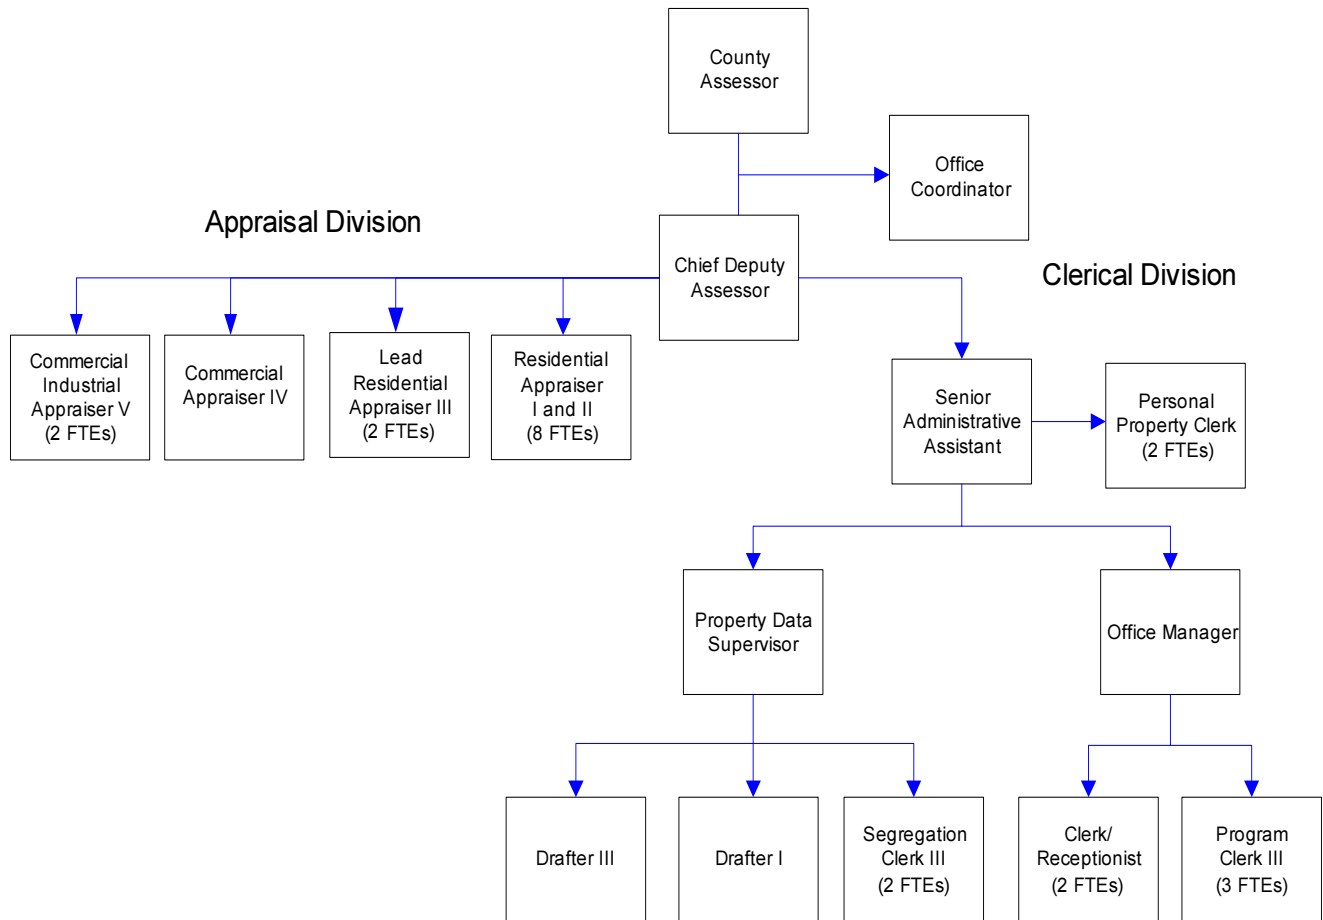 County
Assessor
Office
Coordinator
Appraisal Division
Chief Deputy
Assessor
Clerical Division
Commercial
Industrial
Appraiser V
(2 FTEs)
Commercial
Appraiser IV
Lead
Residential
Appraiser III
(2 FTEs)
Residential
Appraiser
I and II
(8 FTEs)
Senior
Administrative
Assistant
Personal
Property Clerk
(2 FTEs)
Property Data
Supervisor
Office Manager
Drafter III
Drafter I
Segregation
Clerk III
(2 FTEs)
Clerk/
Receptionist
(2 FTEs)
Program
Clerk III
(3 FTEs)